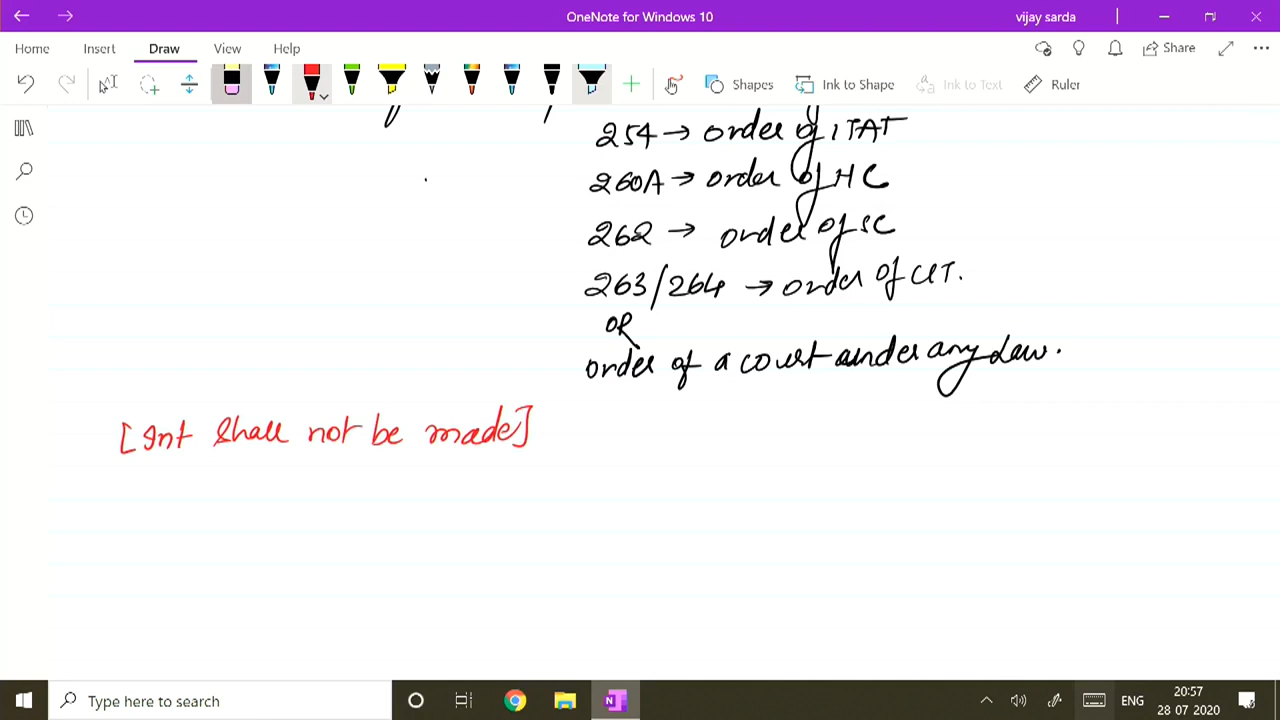 OneNote for Windows 10
vijay sarda
Home Insert Draw View Help
Share
Shapes Ink to Shape Ink to Text Ruler
254 → order of ITAT
260A → order of HC
262 → order of SC
263/264 → order of CIT.
OR
order of a court under any Law.
[Int shall not be made]
Type here to search
ENG
20:57
28 07 2020